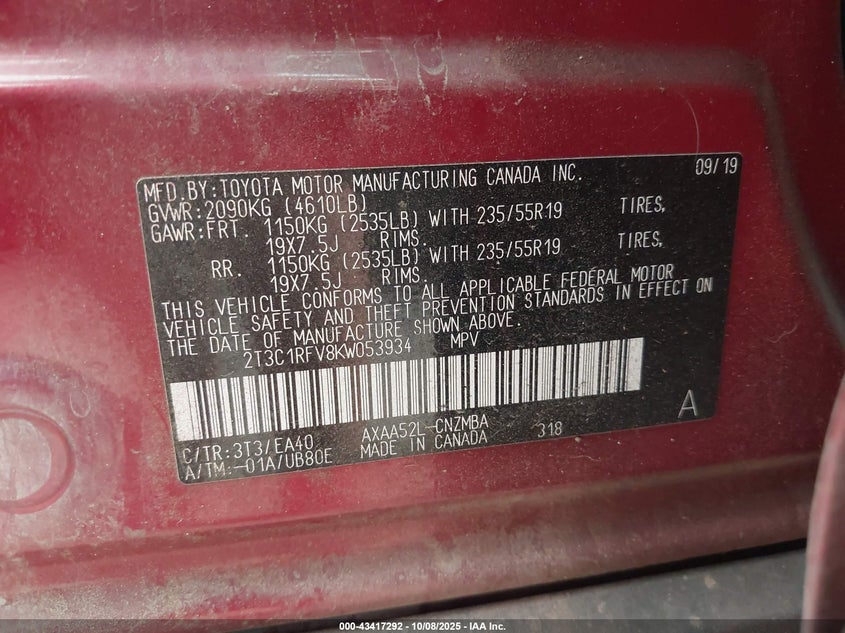 MFD.BY:TOYOTA MOTOR MANUFACTURING CANADA INC. 09/19
GVWR:2090KG (4610LB)
GAWR:FRT. 1150KG (2535LB) WITH 235/55R19 TIRES,
19X7.5J RIMS.
RR. 1150KG (2535LB) WITH 235/55R19 TIRES,
19X7.5J RIMS.
THIS VEHICLE CONFORMS TO ALL APPLICABLE FEDERAL MOTOR
VEHICLE SAFETY AND THEFT PREVENTION STANDARDS IN EFFECT ON
THE DATE OF MANUFACTURE SHOWN ABOVE.
2T3C1RFV8KW053934 MPV
A
C/TR:3T3/EA40 AXAA52L-CNZMBA 318
A/TM:-01A/UB80E MADE IN CANADA
000-43417292 - 10/08/2025 - IAA Inc.